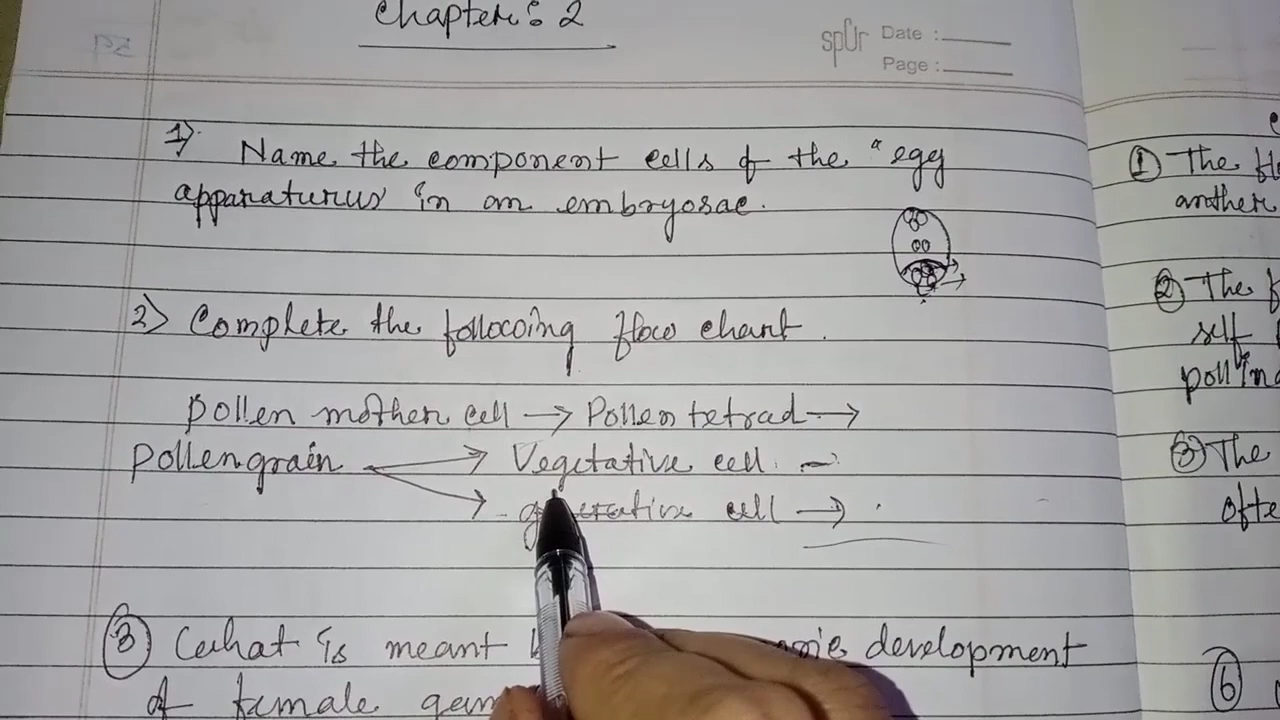 Chapter: 2
spUr Date :
Page :
1) Name the component cells of the "egg
apparaturus in an embryosac.
2) Complete the following flow chart.
Pollen mother cell → Pollen tetrad →
Pollengrain → Vegetative cell
→ generative cell →
3 What is meant development
of female
1 The
anther
2 The
self
3 The
6